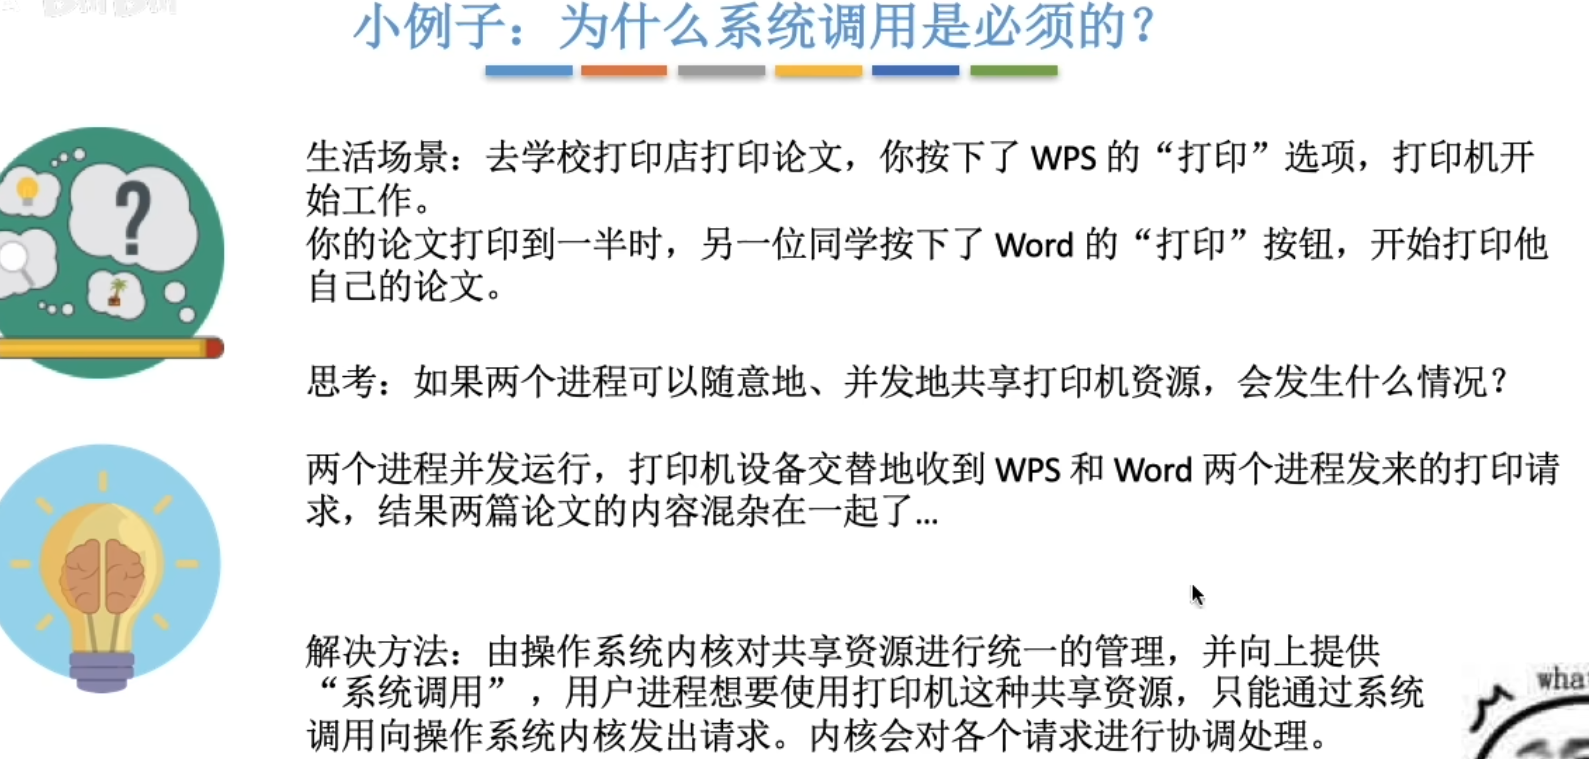 小例子：为什么系统调用是必须的？
生活场景：去学校打印店打印论文，你按下了 WPS 的“打印”选项，打印机开
始工作。
你的论文打印到一半时，另一位同学按下了 Word 的“打印”按钮，开始打印他
自己的论文。
?
思考：如果两个进程可以随意地、并发地共享打印机资源，会发生什么情况？
两个进程并发运行，打印机设备交替地收到 WPS 和 Word 两个进程发来的打印请
求，结果两篇论文的内容混杂在一起了...
解决方法：由操作系统内核对共享资源进行统一的管理，并向上提供
“系统调用”，用户进程想要使用打印机这种共享资源，只能通过系统
调用向操作系统内核发出请求。内核会对各个请求进行协调处理。